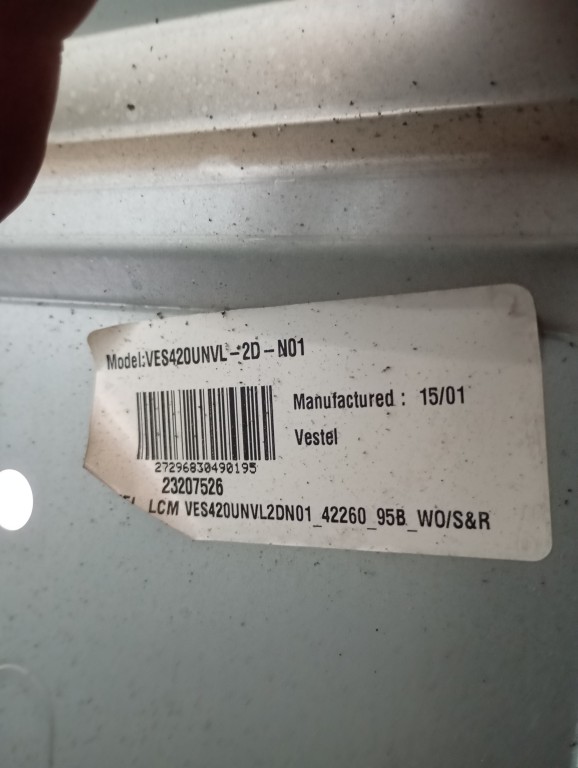 Model:VES420UNVL-2D-N01
Manufactured : 15/01
Vestel
27296830490195
23207526
LCM VES420UNVL2DN01_42260_95B_WO/S&R